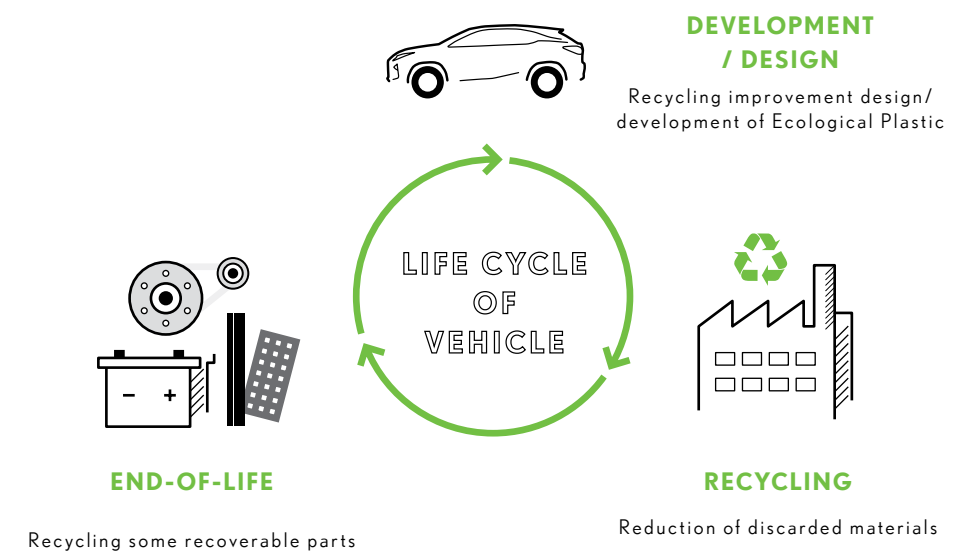 DEVELOPMENT
/ DESIGN
Recycling improvement design/
development of Ecological Plastic
LIFE CYCLE
OF
VEHICLE
END-OF-LIFE
Recycling some recoverable parts
RECYCLING
Reduction of discarded materials